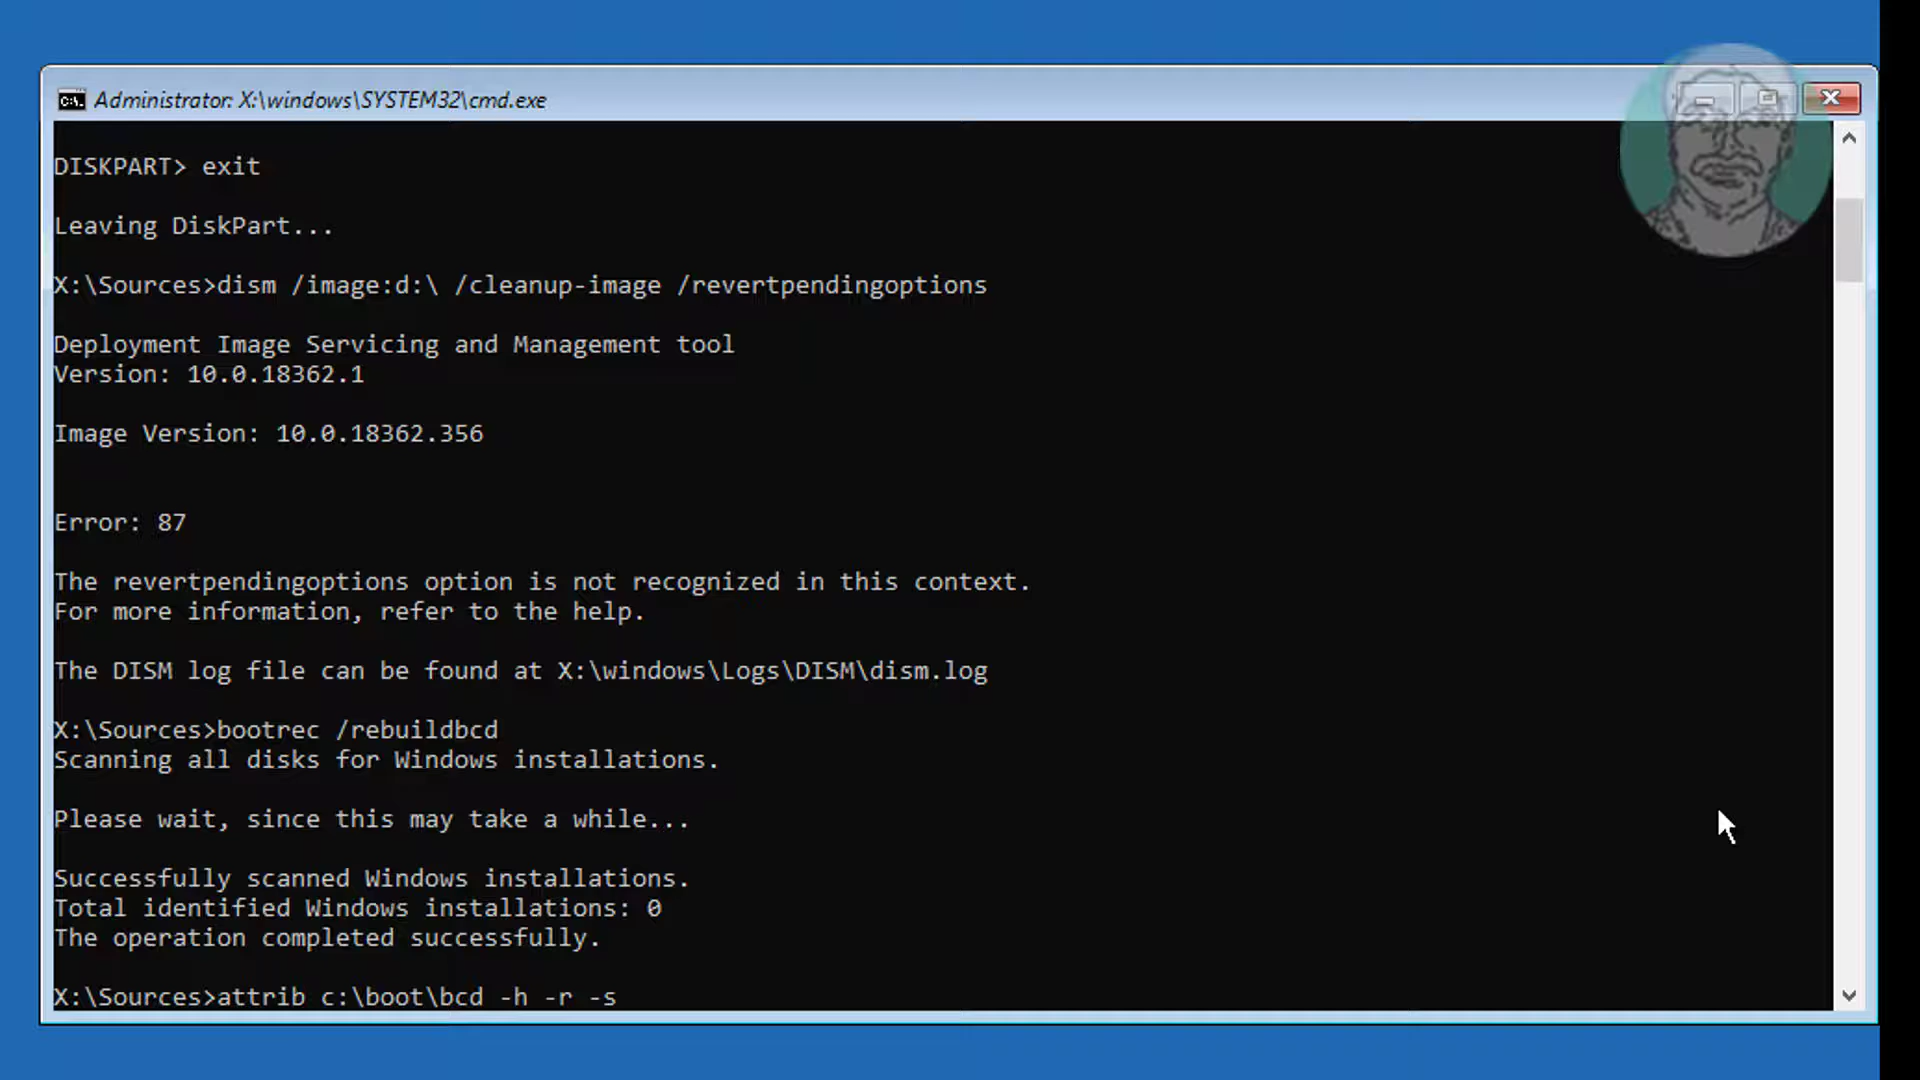 Administrator: X:\windows\SYSTEM32\cmd.exe
DISKPART> exit
Leaving DiskPart...
X:\Sources>dism /image:d:\ /cleanup-image /revertpendingoptions
Deployment Image Servicing and Management tool
Version: 10.0.18362.1
Image Version: 10.0.18362.356
Error: 87
The revertpendingoptions option is not recognized in this context.
For more information, refer to the help.
The DISM log file can be found at X:\windows\Logs\DISM\dism.log
X:\Sources>bootrec /rebuildbcd
Scanning all disks for Windows installations.
Please wait, since this may take a while...
Successfully scanned Windows installations.
Total identified Windows installations: 0
The operation completed successfully.
X:\Sources>attrib c:\boot\bcd -h -r -s